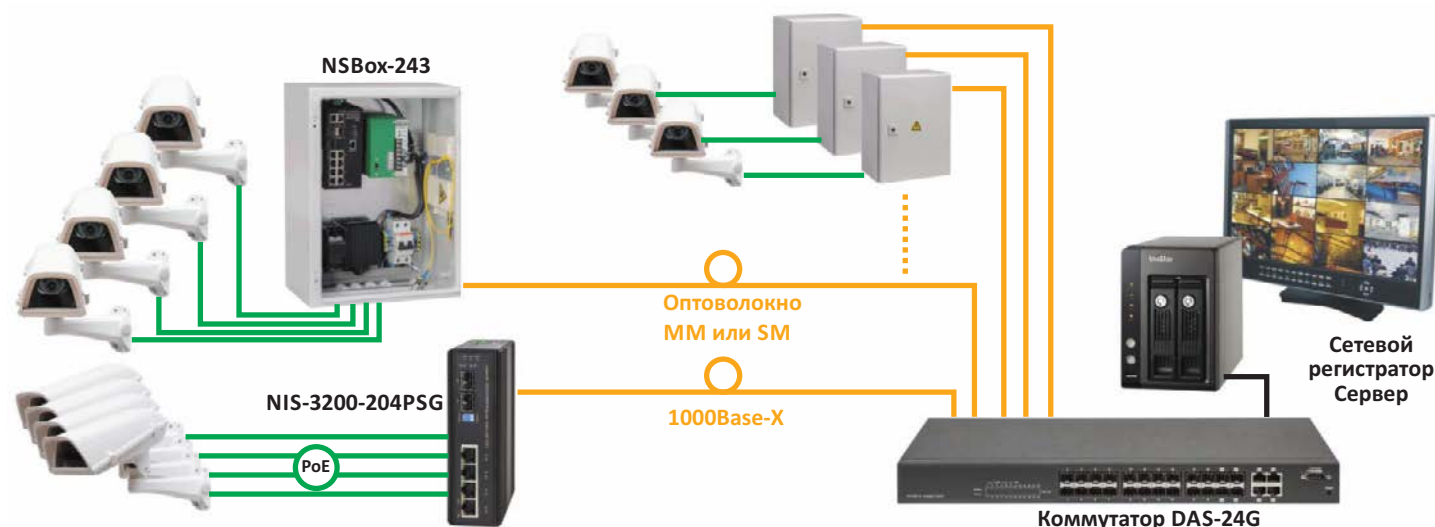 NSBox-243
Оптоволокно
ММ или SM
NIS-3200-204PSG
1000Base-X
PoE
Сетевой
регистратор
Сервер
Коммутатор DAS-24G